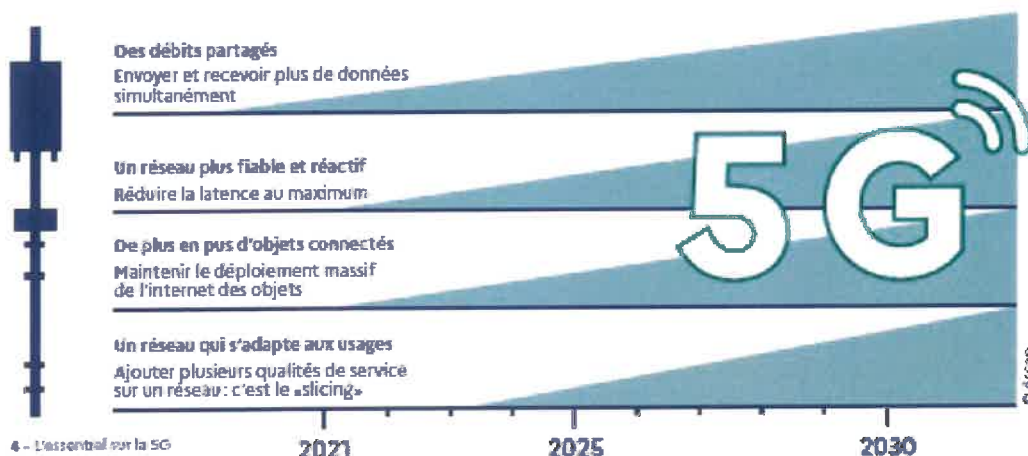 Des débits partagés
Envoyer et recevoir plus de données
simultanément
Un réseau plus fiable et réactif
Réduire la latence au maximum
De plus en pus d'objets connectés
Maintenir le déploiement massif
de l'internet des objets
Un réseau qui s'adapte aux usages
Ajouter plusieurs qualités de service
sur un réseau : c'est le «slicing»
5G
2021
2025
2030
4 – L'essentiel sur la 5G